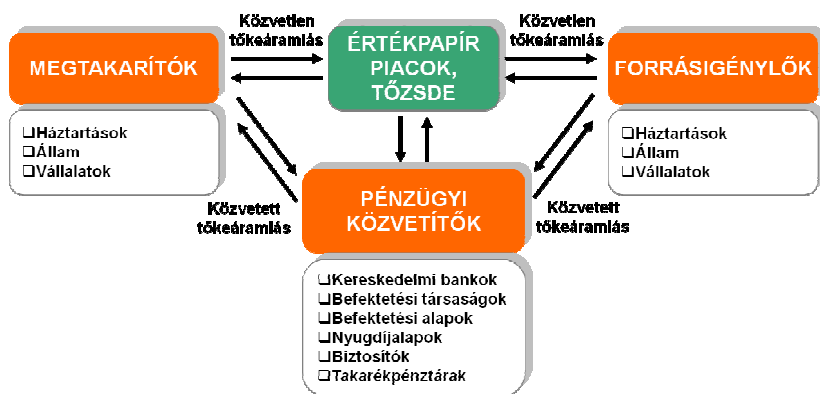 Közvetlen
tőkeáramlás
MEGTAKARÍTÓK
❑Háztartások
❑Állam
❑Vállalatok
ÉRTÉKPAPÍR
PIACOK,
TŐZSDE
Közvetlen
tőkeáramlás
FORRÁSIGÉNYLŐK
❑Háztartások
❑Állam
❑Vállalatok
Közvetett
tőkeáramlás
PÉNZÜGYI
KÖZVETÍTŐK
Közvetett
tőkeáramlás
❑Kereskedelmi bankok
❑Befektetési társaságok
❑Befektetési alapok
❑Nyugdíjalapok
❑Biztosítók
❑Takarékpénztárak